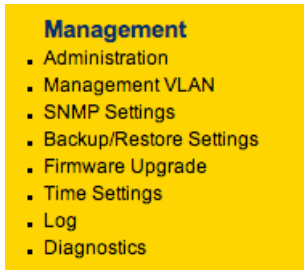 Management
Administration
Management VLAN
SNMP Settings
Backup/Restore Settings
Firmware Upgrade
Time Settings
Log
Diagnostics